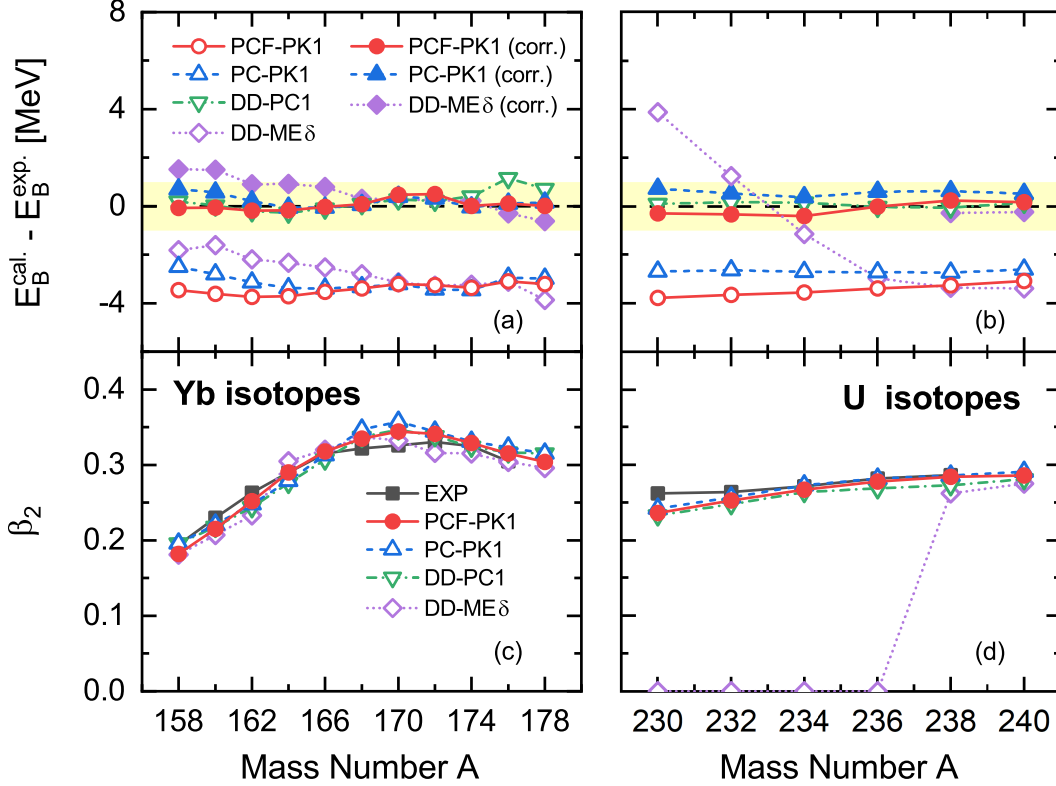 E_B^cal. - E_B^exp. [MeV]
8
4
0
−4
PCF-PK1
PC-PK1
DD-PC1
DD-MEδ
PCF-PK1 (corr.)
PC-PK1 (corr.)
DD-MEδ (corr.)
(a)
(b)
β₂
0.4
0.3
0.2
0.1
0.0
Yb isotopes
EXP
PCF-PK1
PC-PK1
DD-PC1
DD-MEδ
(c)
U isotopes
(d)
158 162 166 170 174 178
230 232 234 236 238 240
Mass Number A
Mass Number A